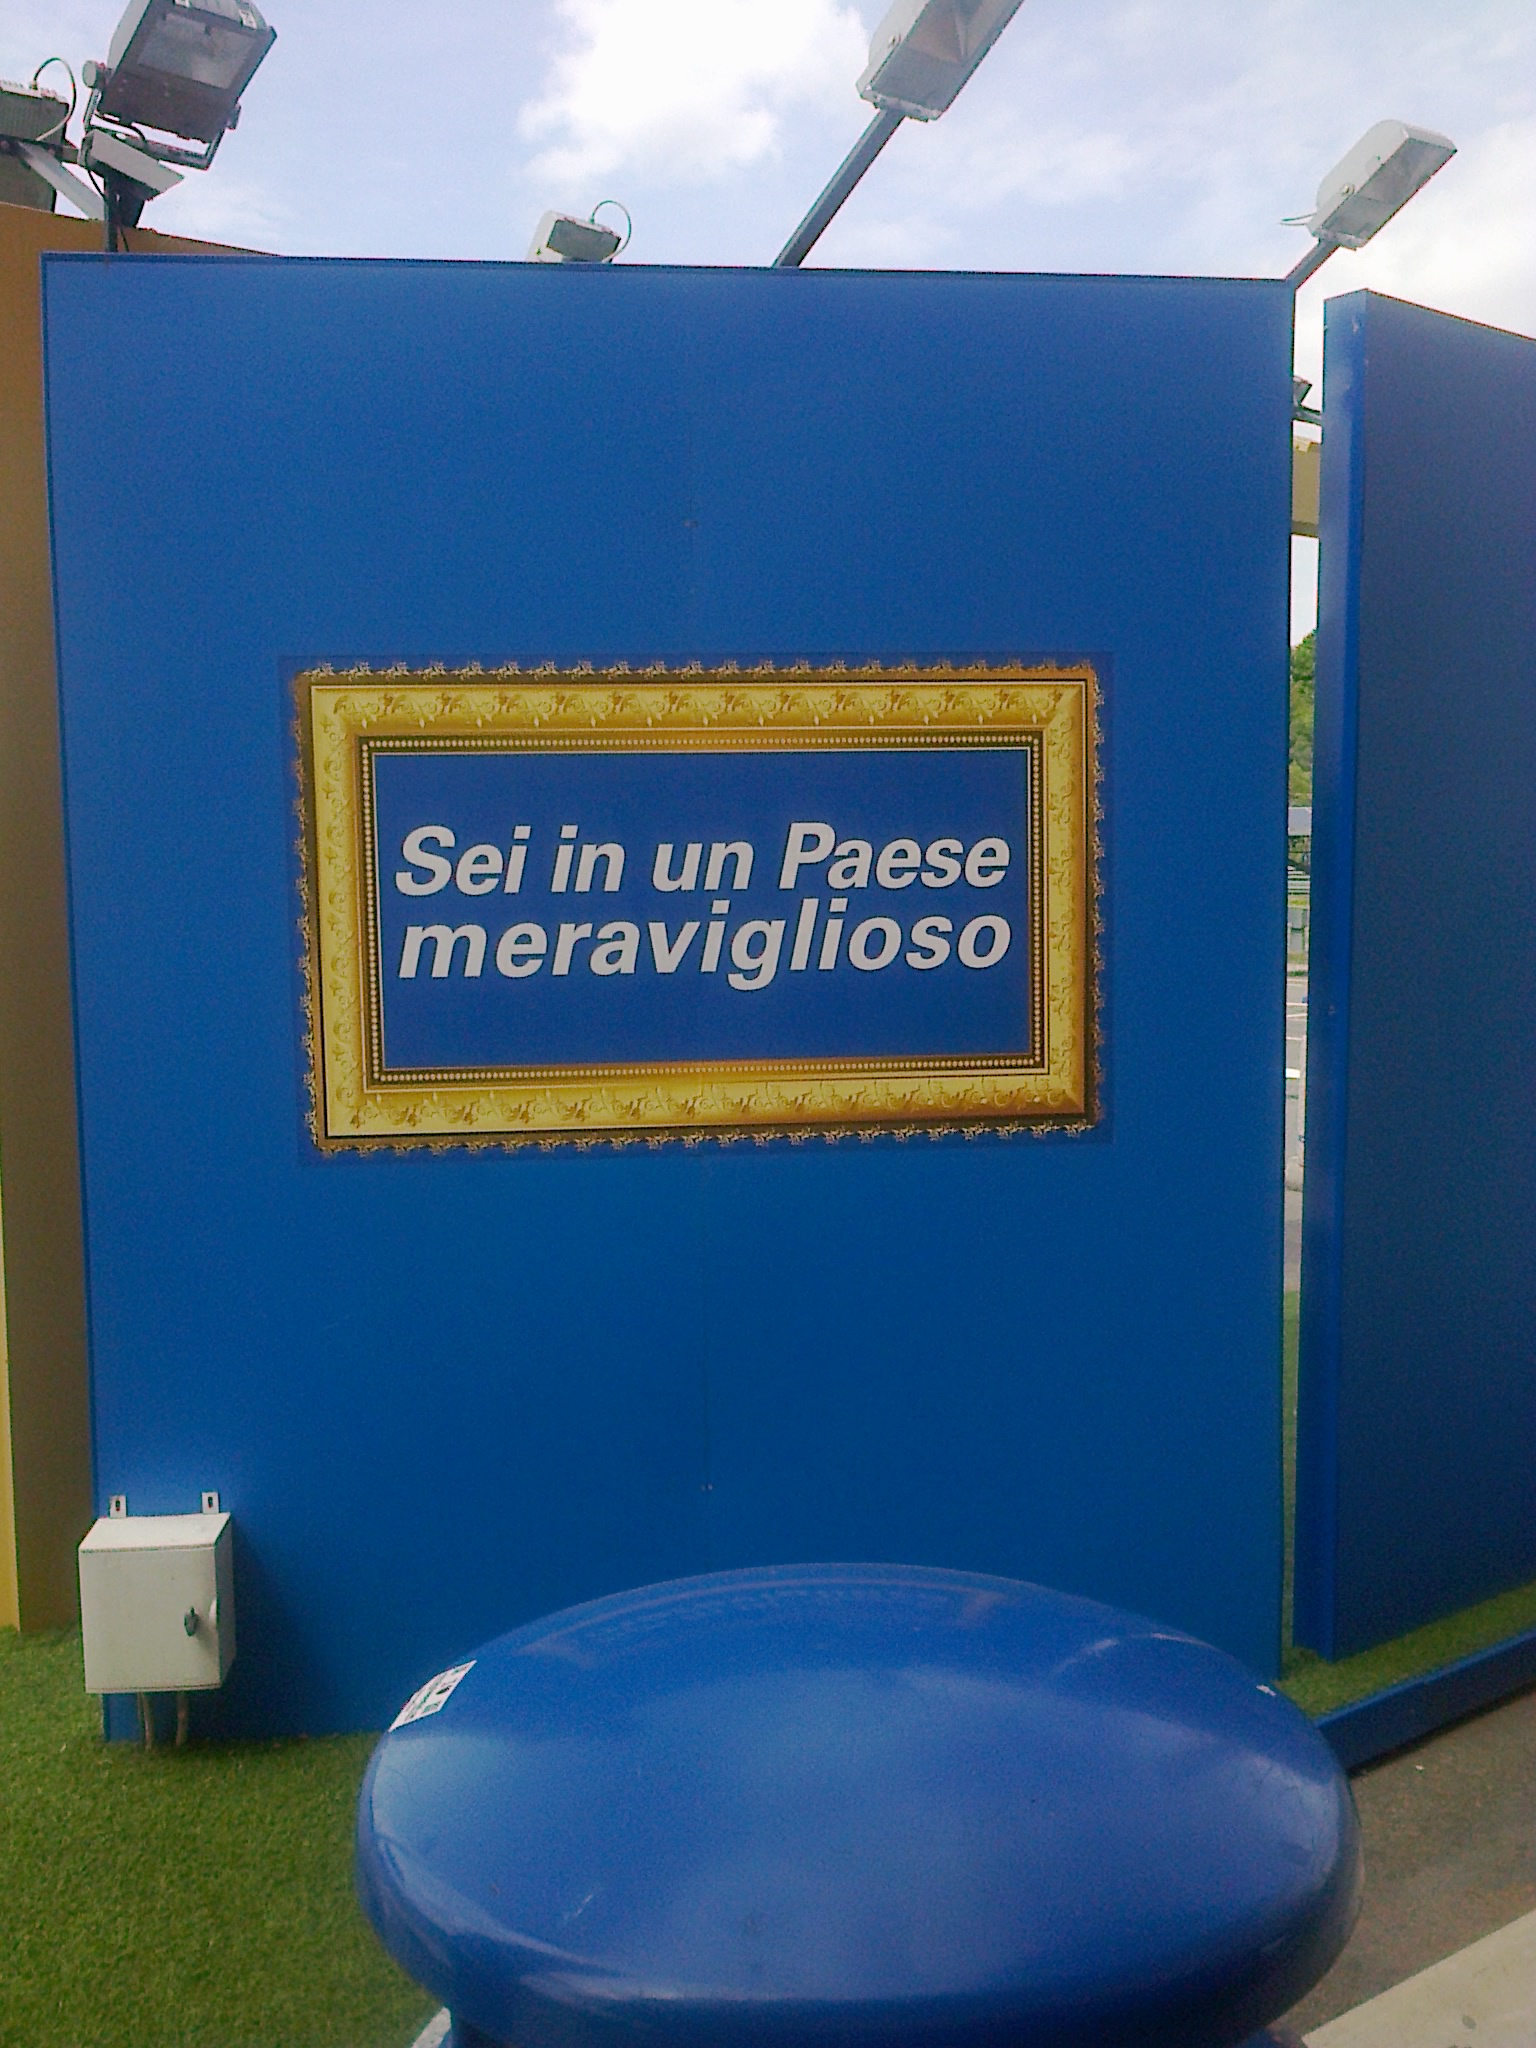 Sei in un Paese
meraviglioso